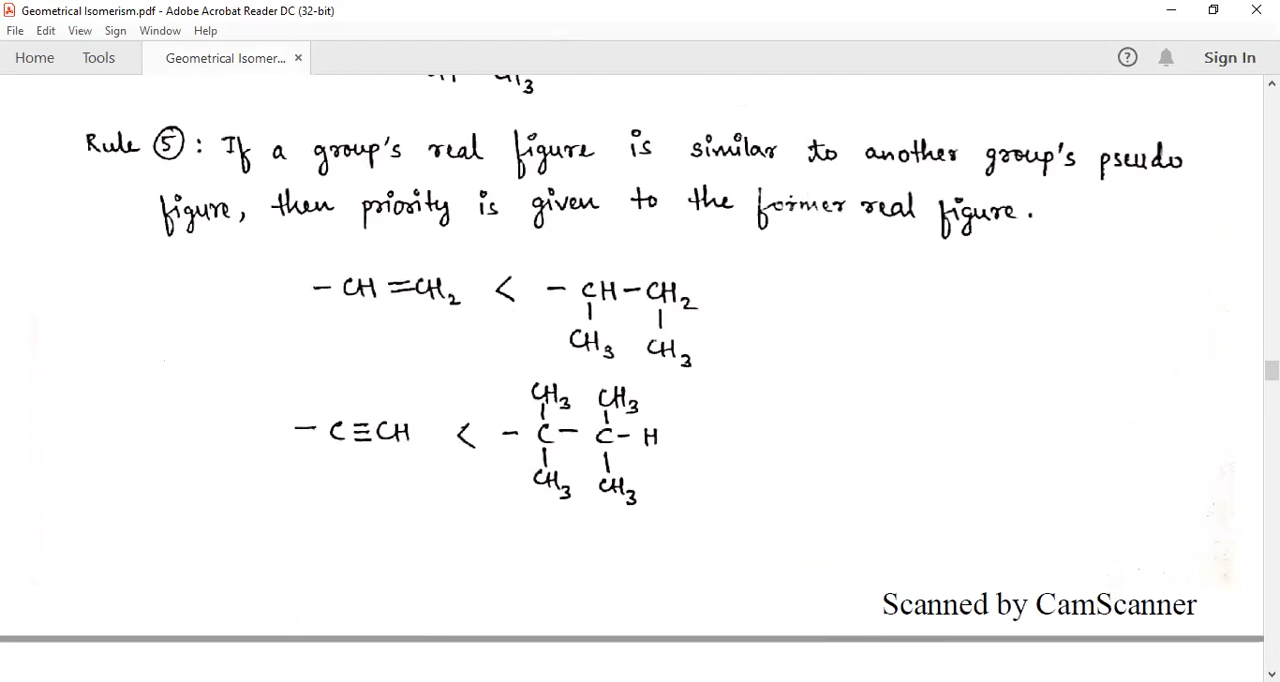 Geometrical Isomerism.pdf - Adobe Acrobat Reader DC (32-bit)
File Edit View Sign Window Help
Home Tools Geometrical Isomer... × ? Sign In
Rule ⑤: If a group's real figure is similar to another group's pseudo
figure, then priority is given to the former real figure.
- CH = CH₂ < - CH - CH₂
CH₃ CH₃
CH₃ CH₃
- C ≡ CH < - C - C - H
CH₃ CH₃
Scanned by CamScanner